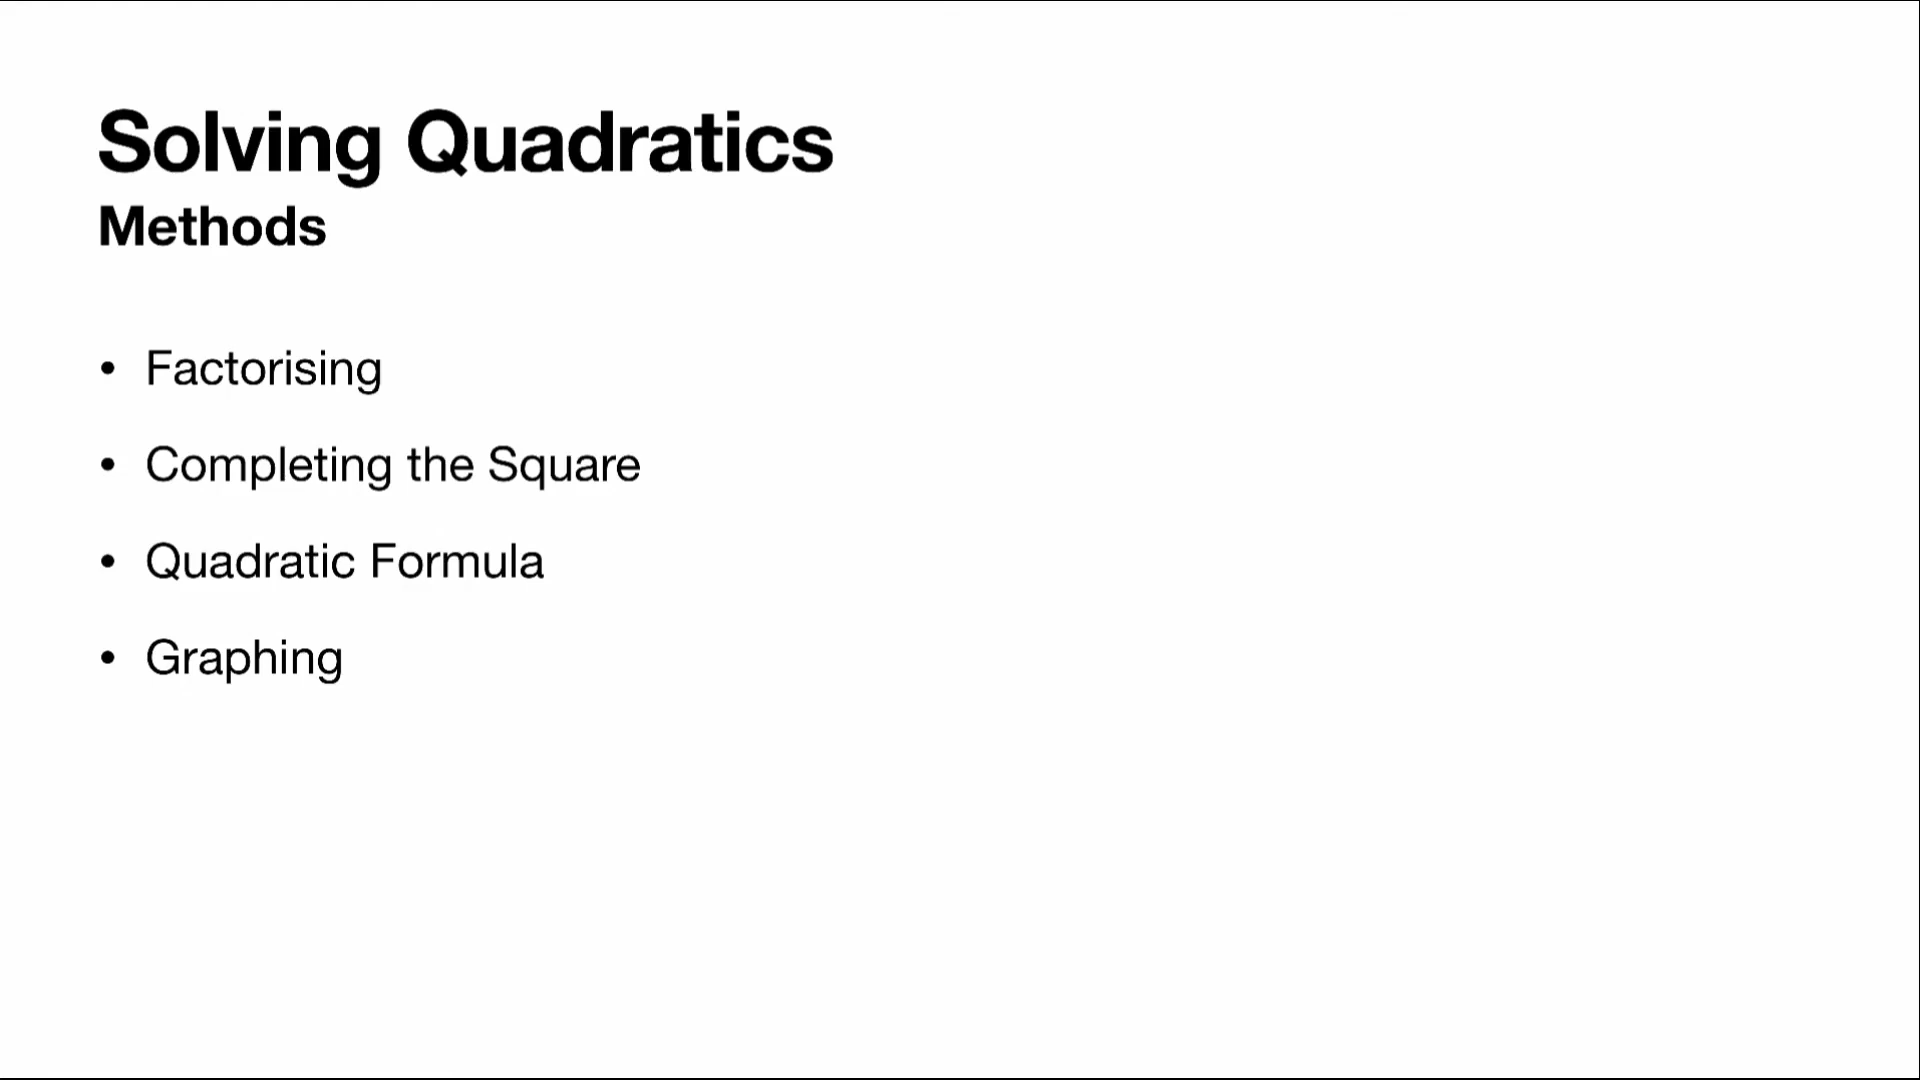 Solving Quadratics
Methods
• Factorising
• Completing the Square
• Quadratic Formula
• Graphing